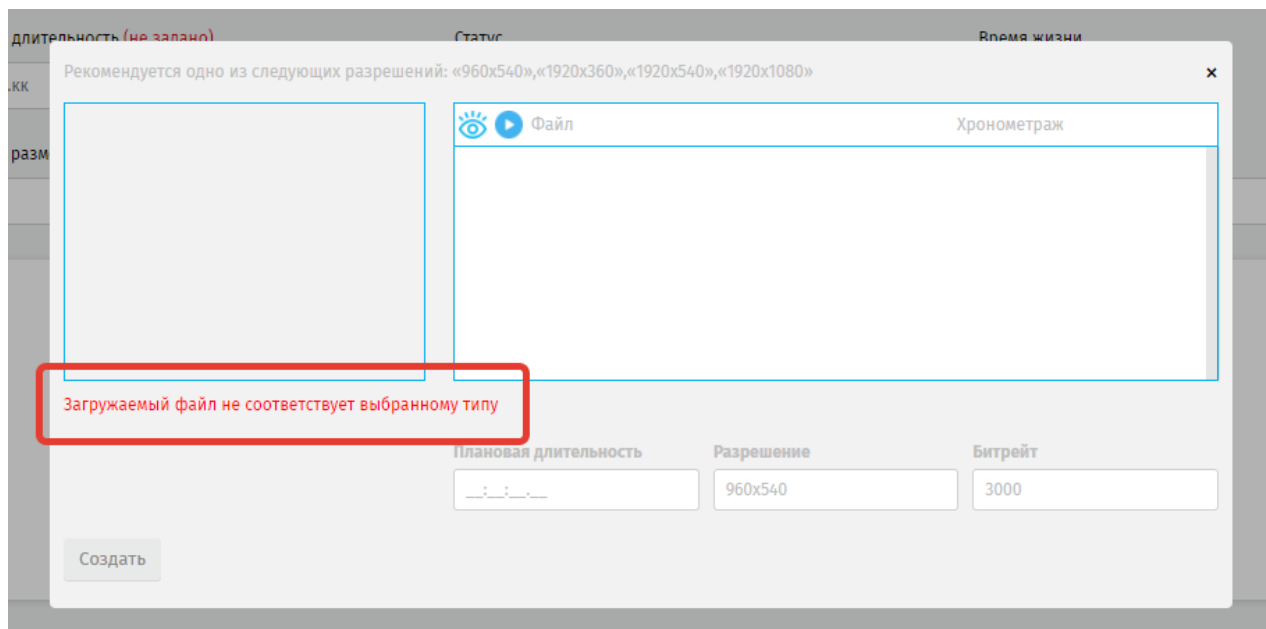 длительность (не задано) Статус Время жизни
.кк
Рекомендуется одно из следующих разрешений: «960x540»,«1920x360»,«1920x540»,«1920x1080» ×
Файл Хронометраж
разм
Загружаемый файл не соответствует выбранному типу
Плановая длительность Разрешение Битрейт
__:__:__.__ 960x540 3000
Создать